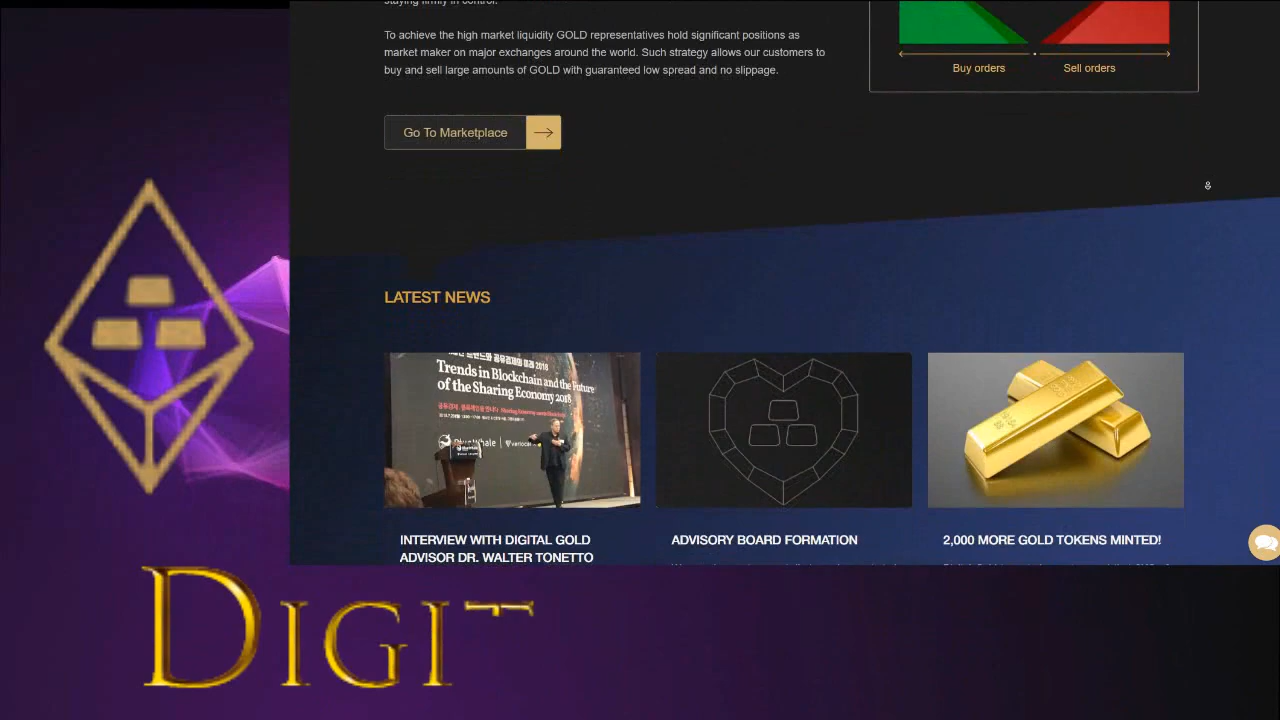 staying firmly in control.
To achieve the high market liquidity GOLD representatives hold significant positions as
market maker on major exchanges around the world. Such strategy allows our customers to
buy and sell large amounts of GOLD with guaranteed low spread and no slippage.
Buy orders
Sell orders
Go To Marketplace
LATEST NEWS
Trends in Blockchain and the Future
of the Sharing Economy 2018
INTERVIEW WITH DIGITAL GOLD
ADVISOR DR. WALTER TONETTO
ADVISORY BOARD FORMATION
2,000 MORE GOLD TOKENS MINTED!
DIGIT